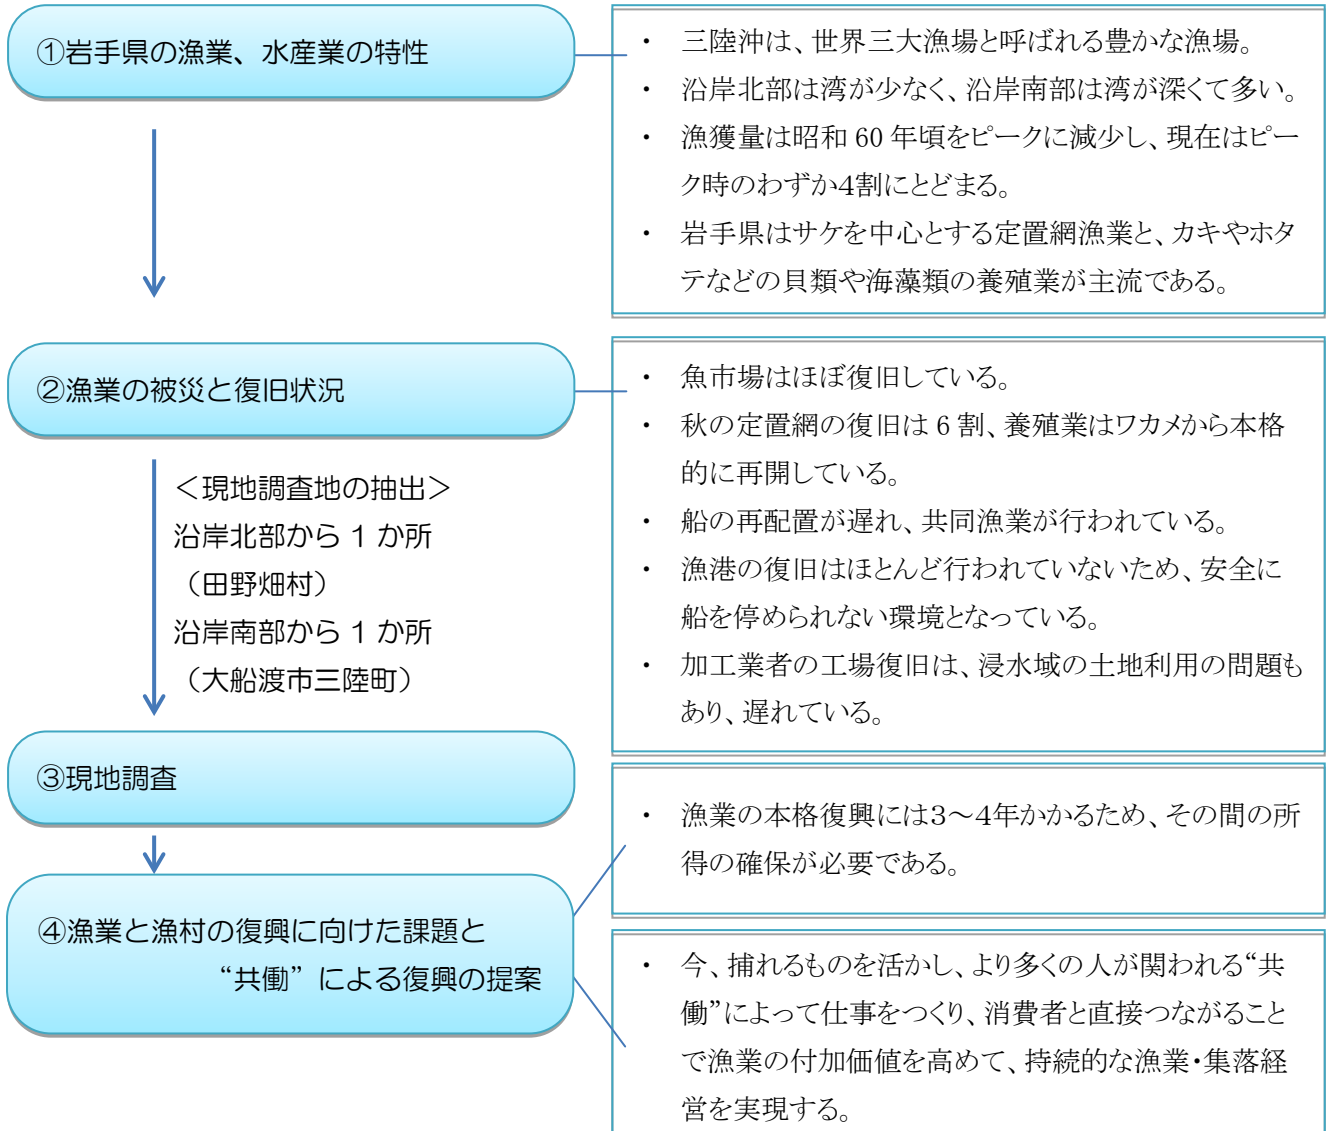 ①岩手県の漁業、水産業の特性
・ 三陸沖は、世界三大漁場と呼ばれる豊かな漁場。
・ 沿岸北部は湾が少なく、沿岸南部は湾が深くて多い。
・ 漁獲量は昭和 60 年頃をピークに減少し、現在はピー
ク時のわずか4割にとどまる。
・ 岩手県はサケを中心とする定置網漁業と、カキやホタ
テなどの貝類や海藻類の養殖業が主流である。
②漁業の被災と復旧状況
・ 魚市場はほぼ復旧している。
・ 秋の定置網の復旧は 6 割、養殖業はワカメから本格
的に再開している。
・ 船の再配置が遅れ、共同漁業が行われている。
・ 漁港の復旧はほとんど行われていないため、安全に
船を停められない環境となっている。
・ 加工業者の工場復旧は、浸水域の土地利用の問題も
あり、遅れている。
＜現地調査地の抽出＞
沿岸北部から 1 か所
（田野畑村）
沿岸南部から 1 か所
（大船渡市三陸町）
③現地調査
④漁業と漁村の復興に向けた課題と
“共働”による復興の提案
・ 漁業の本格復興には3～4年かかるため、その間の所
得の確保が必要である。
・ 今、捕れるものを活かし、より多くの人が関われる“共
働”によって仕事をつくり、消費者と直接つながること
で漁業の付加価値を高めて、持続的な漁業・集落経
営を実現する。